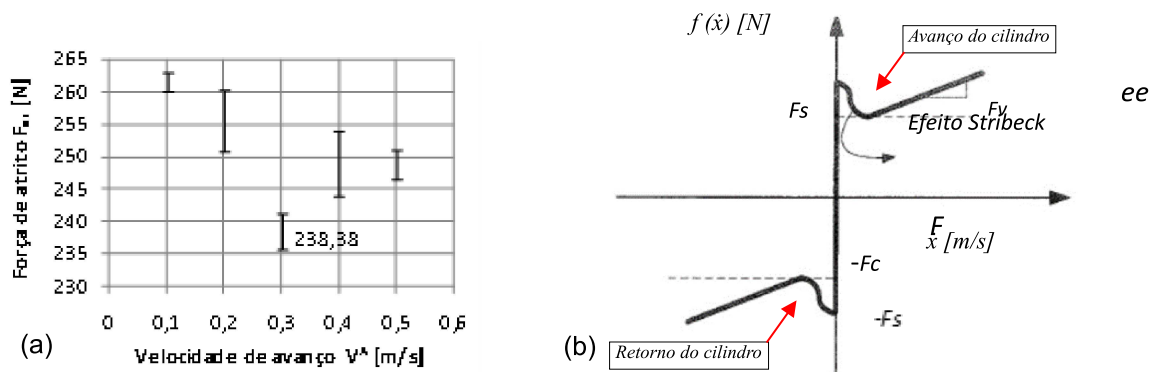 265
260
255
250
245
240
235
230
238,38
0
0,1
0,2
0,3
0,4
0,5
0,6
Força de atrito
[N]
Velocidade de avanço
[m/s]
(a)
f (ẋ) [N]
Avanço do cilindro
ee
Fs
Fv
Efeito Stribeck
F
ẋ [m/s]
-Fc
-Fs
Retorno do cilindro
(b)